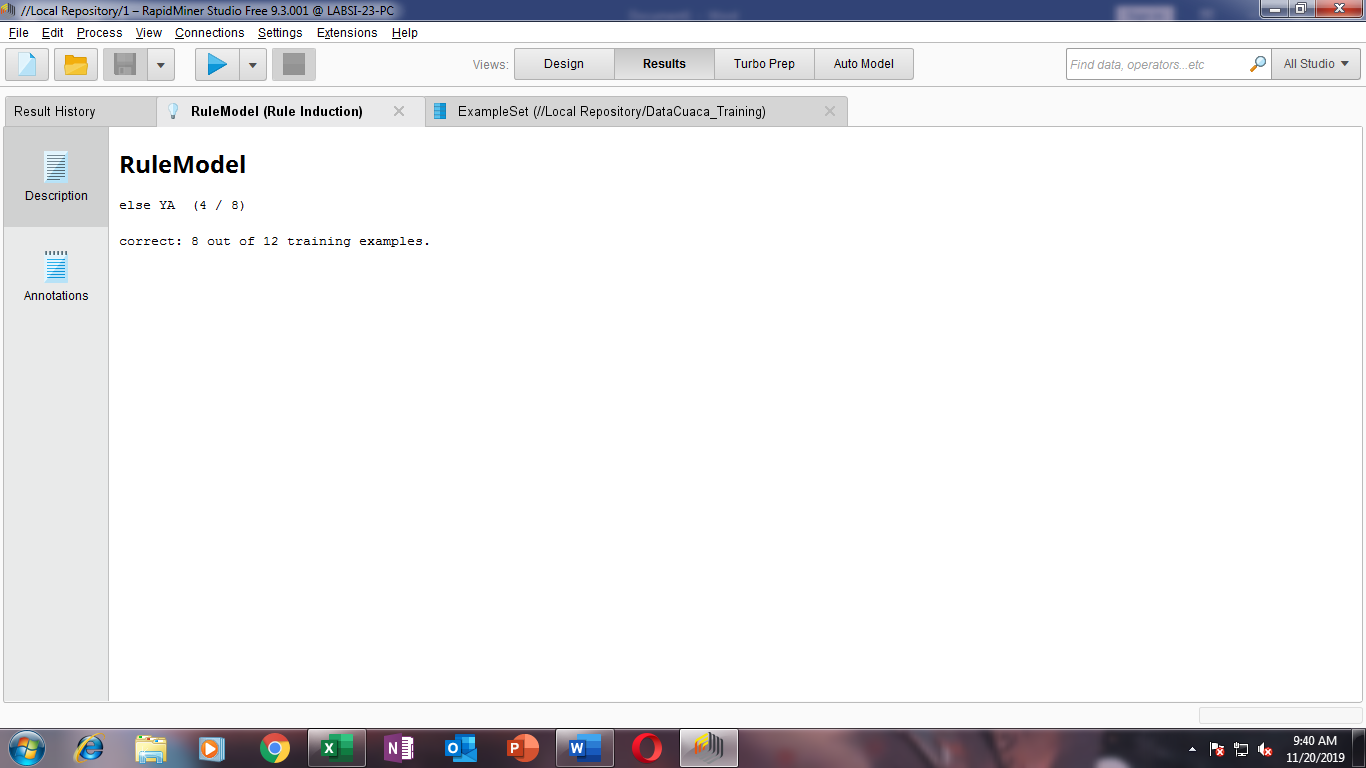 //Local Repository/1 – RapidMiner Studio Free 9.3.001 @ LABSI-23-PC
File Edit Process View Connections Settings Extensions Help
Views: Design Results Turbo Prep Auto Model Find data, operators...etc All Studio
Result History RuleModel (Rule Induction) ExampleSet (//Local Repository/DataCuaca_Training)
Description
Annotations
RuleModel
else YA (4 / 8)
correct: 8 out of 12 training examples.
9:40 AM
11/20/2019